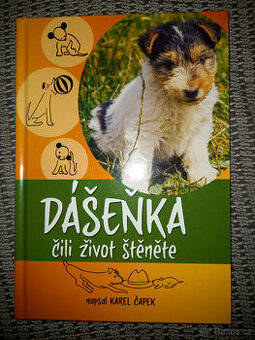 DÁŠEŇKA
čili život štěněte
napsal KAREL ČAPEK